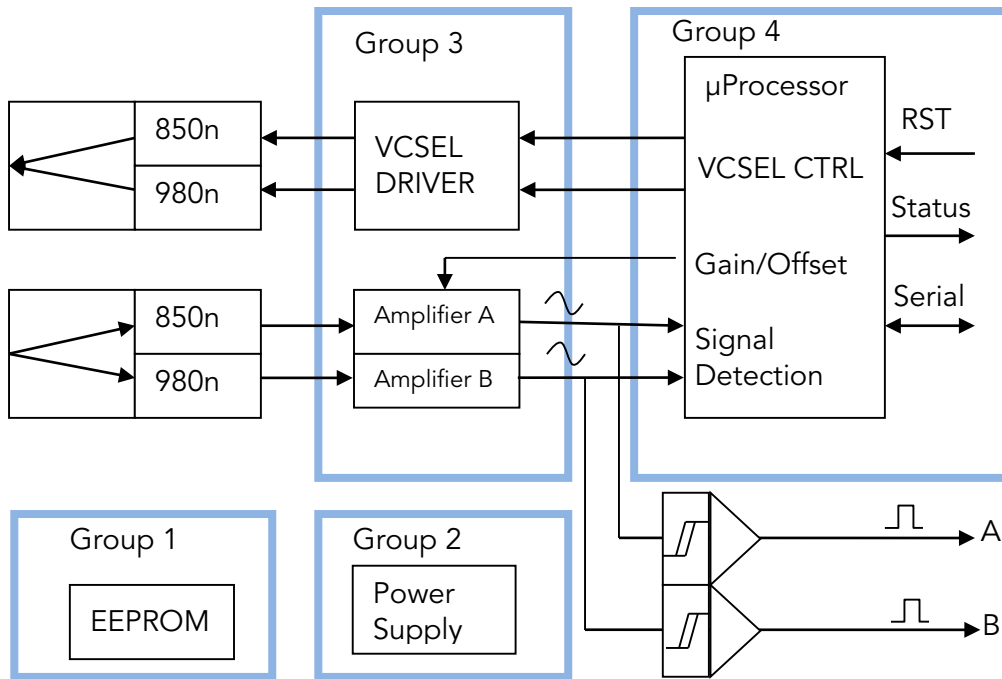 Group 3
Group 4
µProcessor
850n
980n
VCSEL
DRIVER
VCSEL CTRL
RST
Status
Gain/Offset
Serial
850n
980n
Amplifier A
Amplifier B
Signal
Detection
Group 1
EEPROM
Group 2
Power
Supply
A
B